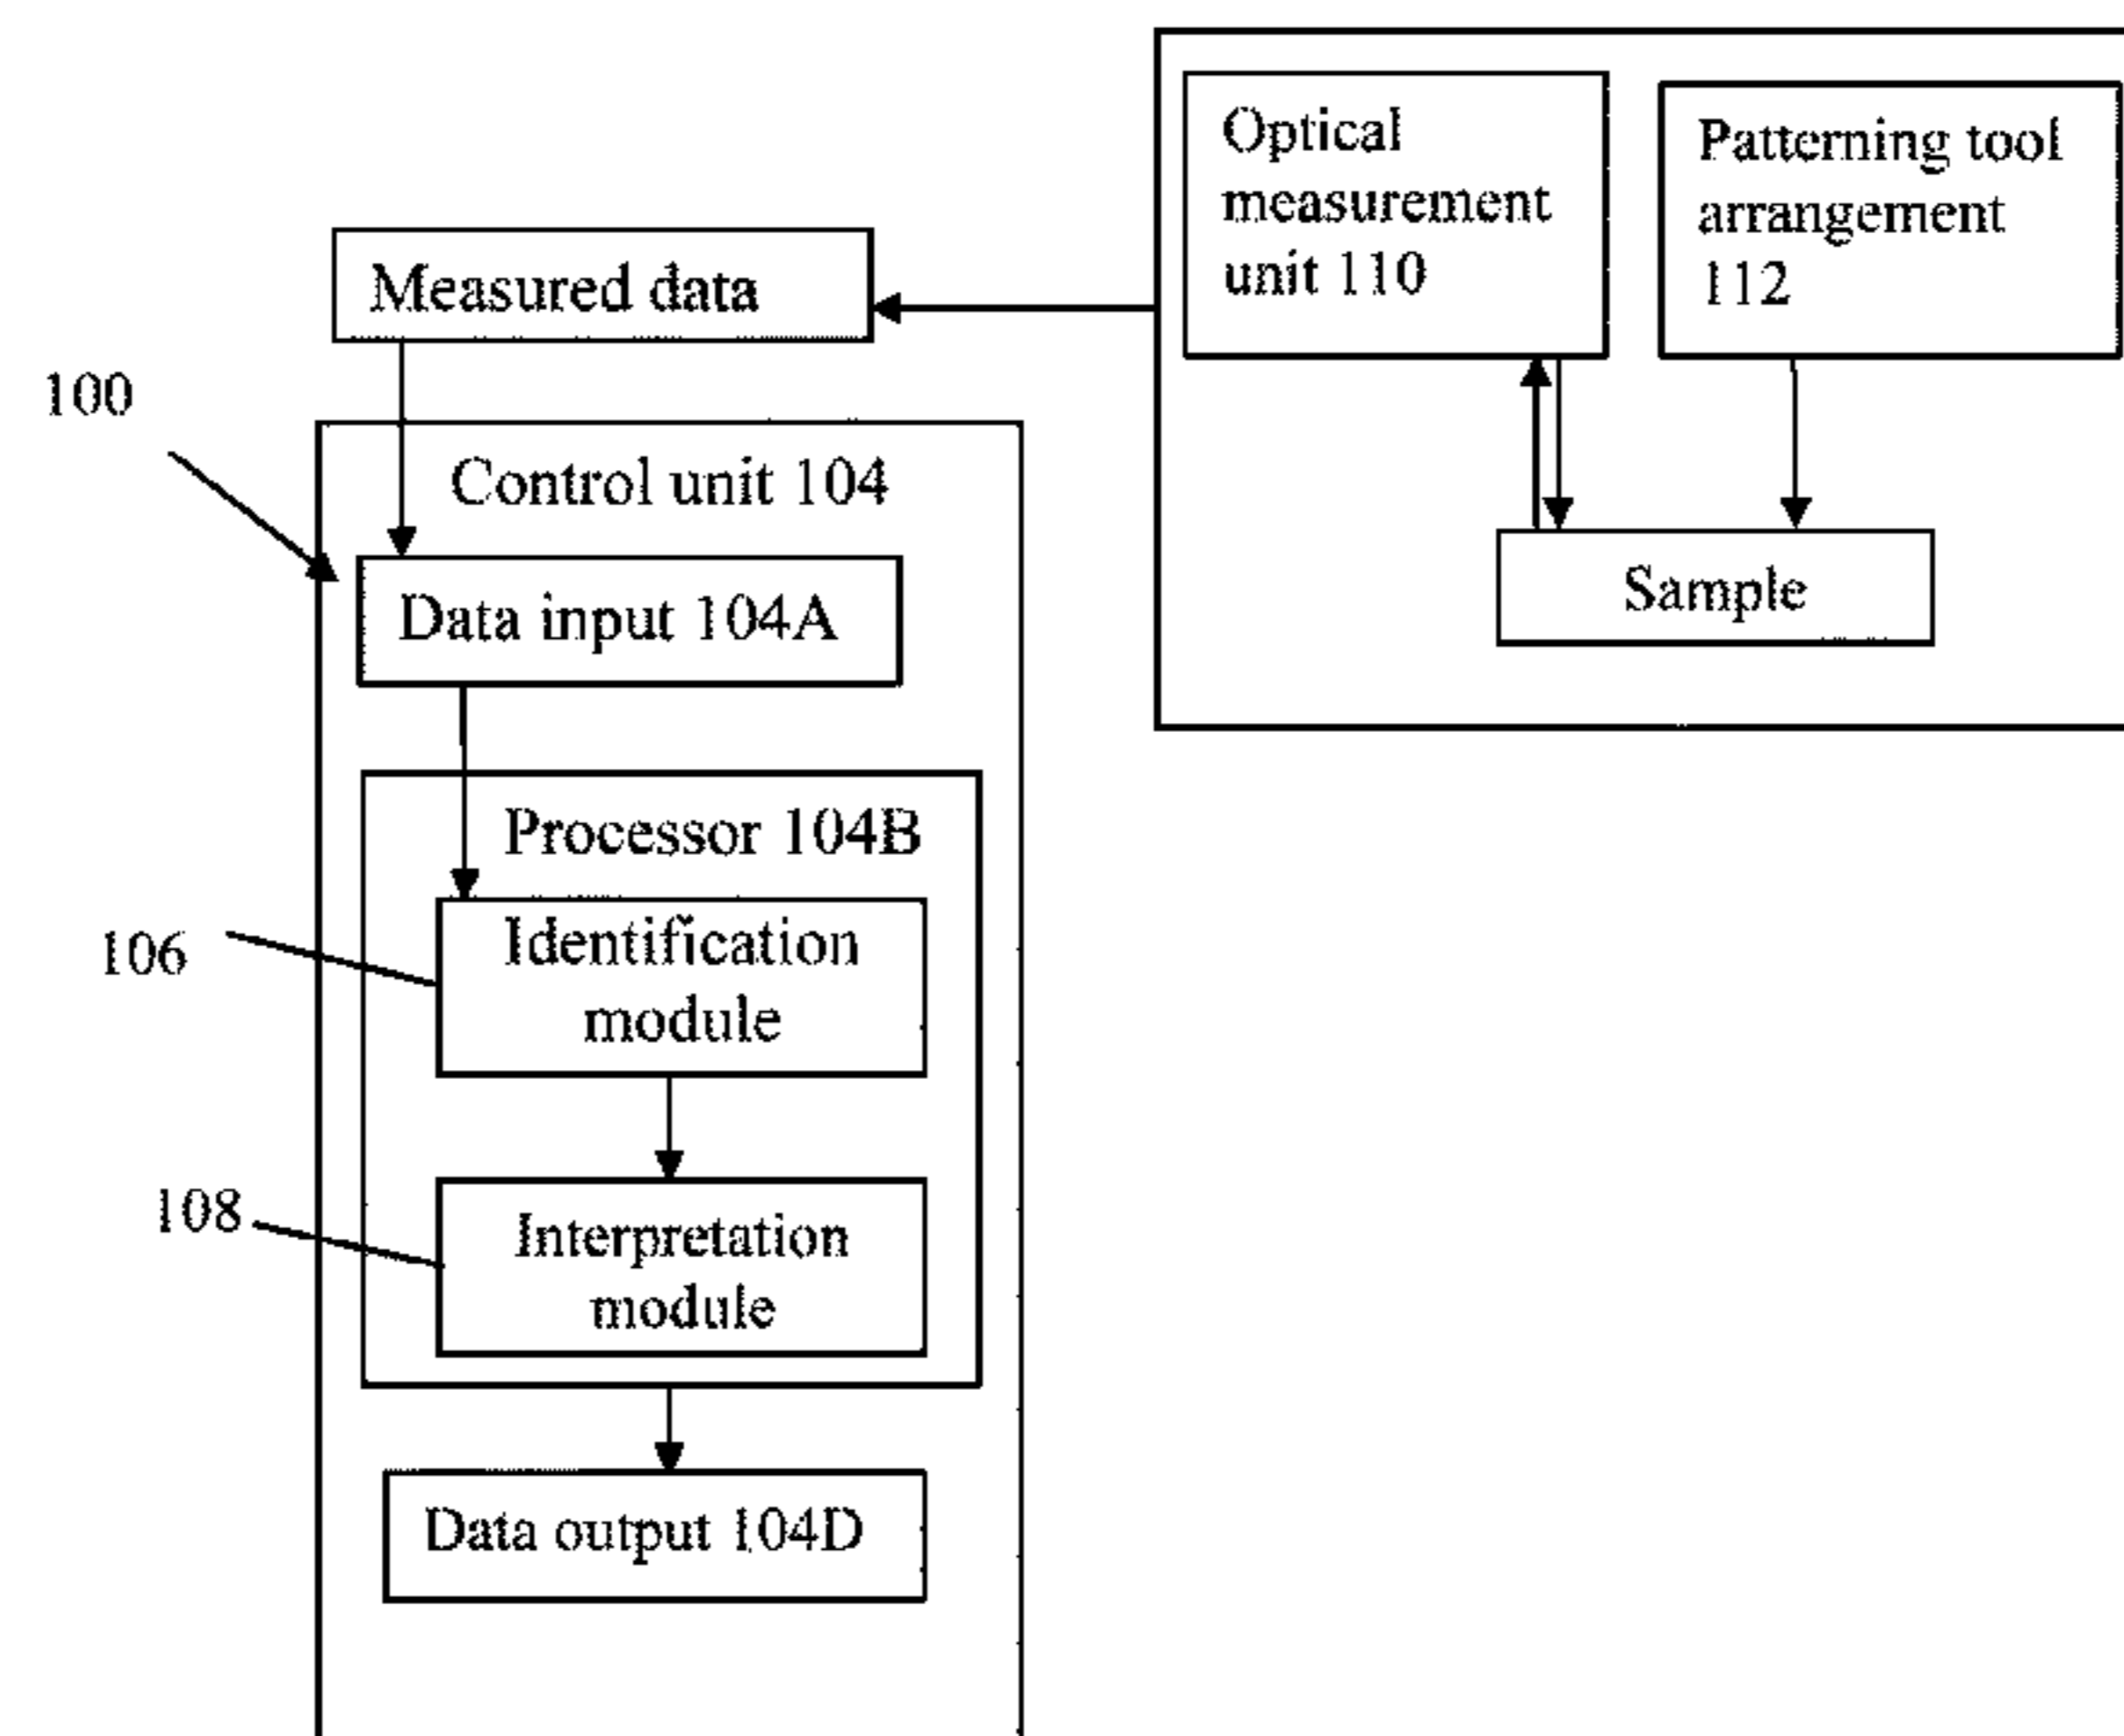 Optical
measurement
unit 110
Patterning tool
arrangement
112
Measured data
100
Control unit 104
Data input 104A
Sample
Processor 104B
106
Identification
module
108
Interpretation
module
Data output 104D